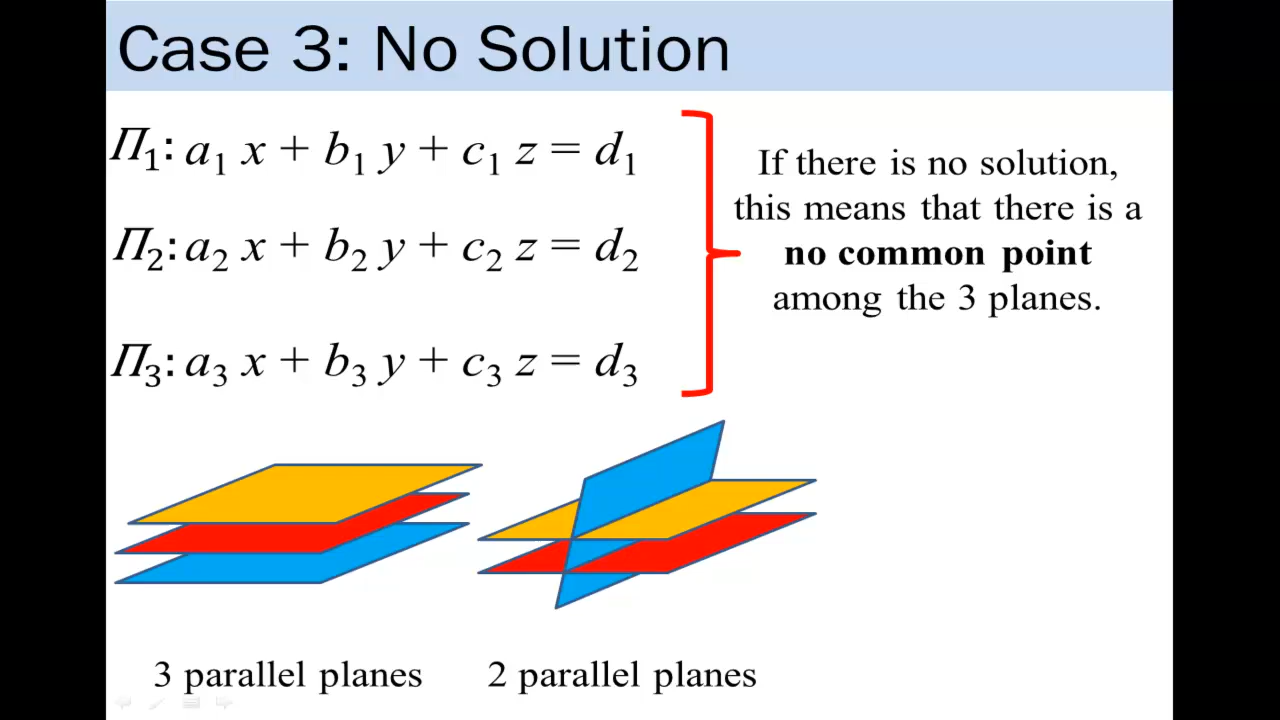 Case 3: No Solution
Π₁: a₁ x + b₁ y + c₁ z = d₁
Π₂: a₂ x + b₂ y + c₂ z = d₂
Π₃: a₃ x + b₃ y + c₃ z = d₃
If there is no solution,
this means that there is a
no common point
among the 3 planes.
3 parallel planes
2 parallel planes